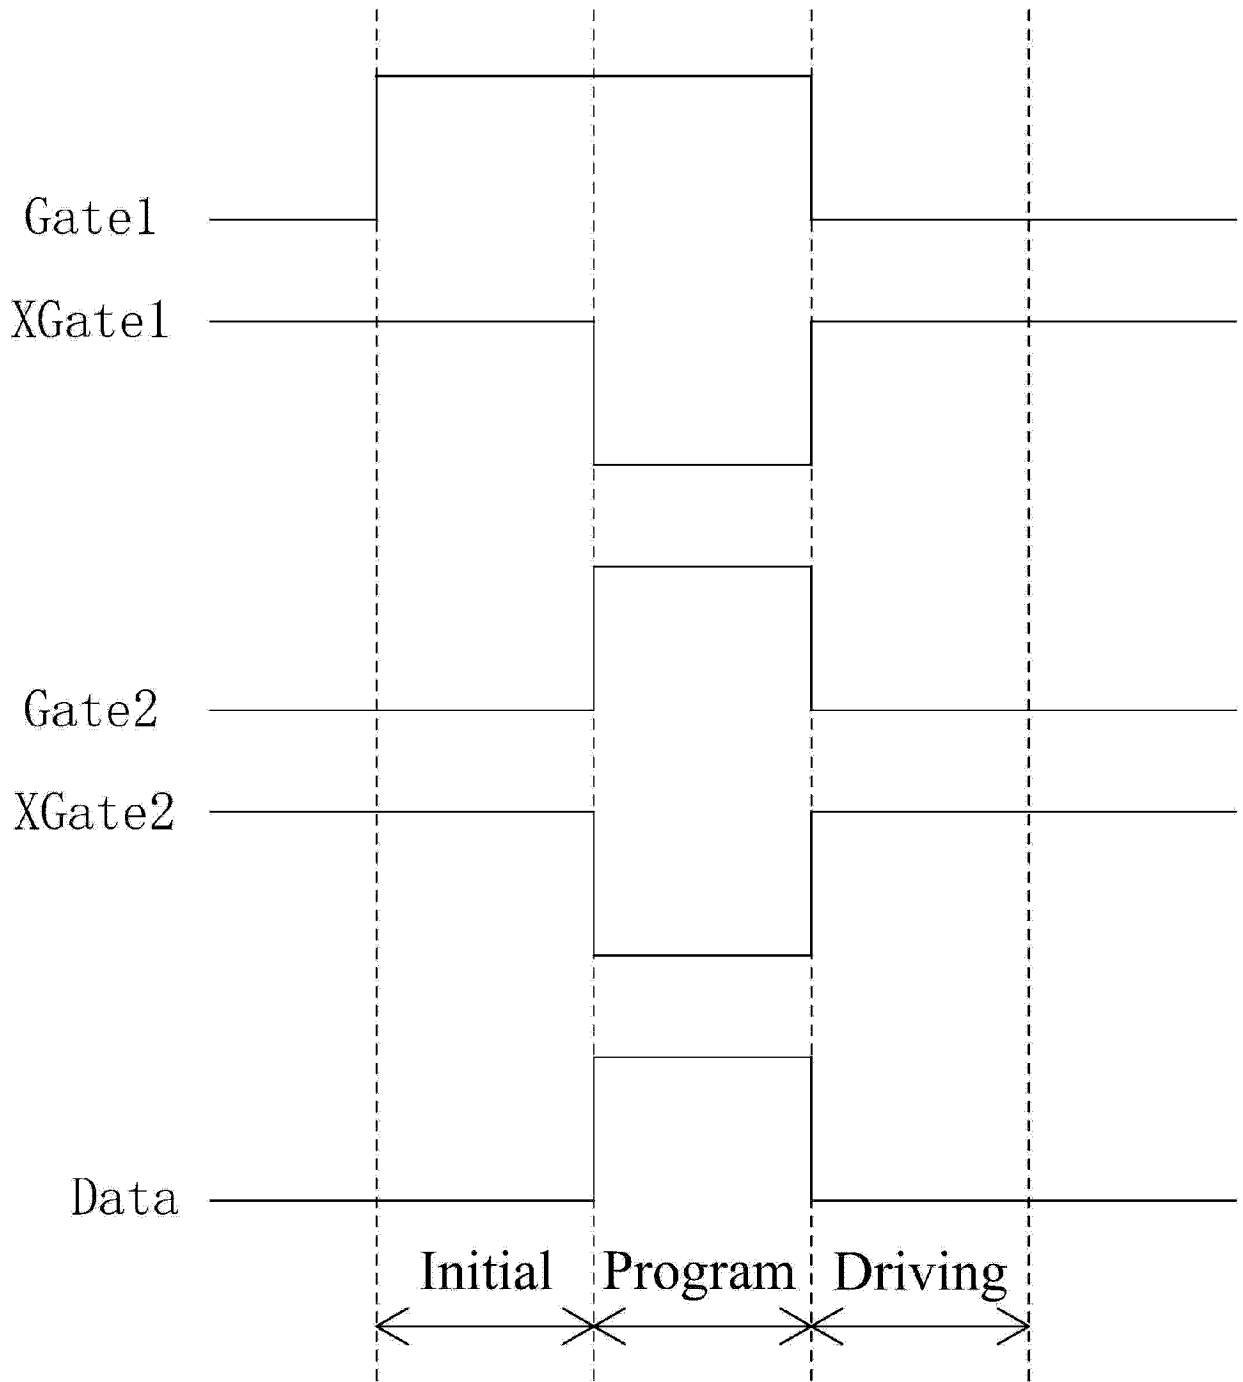 Gate1
XGate1
Gate2
XGate2
Data
Initial Program Driving